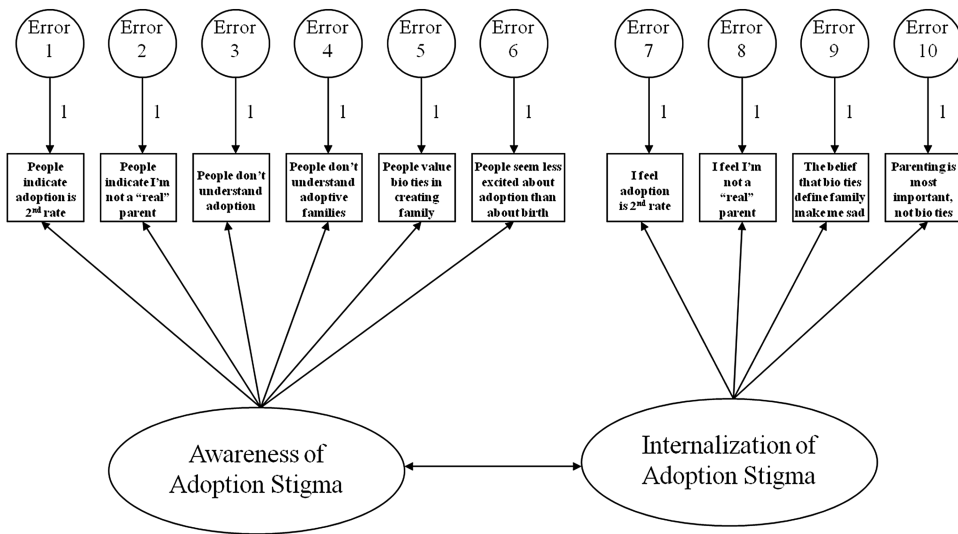 Error 1
Error 2
Error 3
Error 4
Error 5
Error 6
Error 7
Error 8
Error 9
Error 10
1
1
1
1
1
1
1
1
1
1
People
indicate
adoption is
2nd rate
People
indicate I'm
not a "real"
parent
People don't
understand
adoption
People don't
understand
adoptive
families
People value
bio ties in
creating
family
People seem less
excited about
adoption than
about birth
I feel
adoption
is 2nd rate
I feel I'm
not a
"real"
parent
The belief
that bio ties
define family
make me sad
Parenting is
most
important,
not bio ties
Awareness of
Adoption Stigma
Internalization of
Adoption Stigma